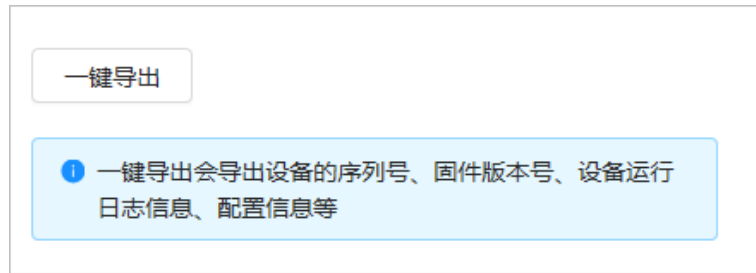 一键导出
一键导出会导出设备的序列号、固件版本号、设备运行
日志信息、配置信息等